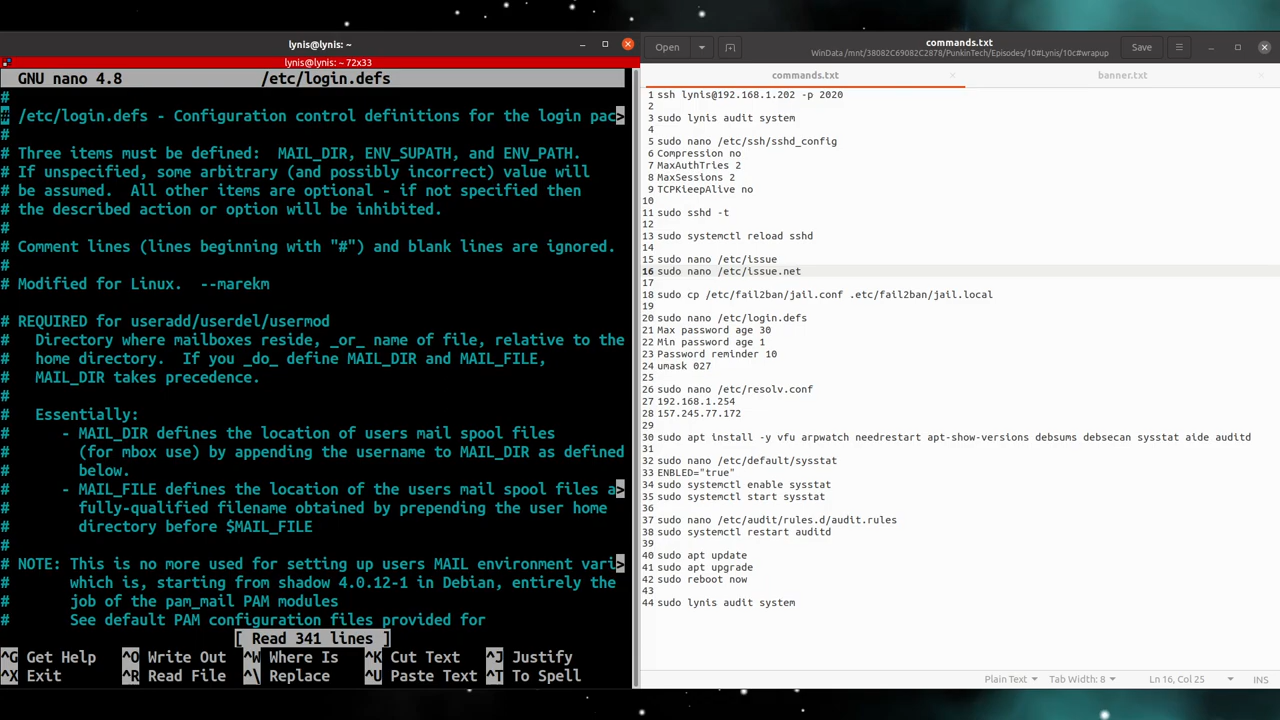 lynis@lynis: ~
lynis@lynis: ~ 72x33
GNU nano 4.8 /etc/login.defs
#
# /etc/login.defs - Configuration control definitions for the login pac>
#
# Three items must be defined:  MAIL_DIR, ENV_SUPATH, and ENV_PATH.
# If unspecified, some arbitrary (and possibly incorrect) value will
# be assumed.  All other items are optional - if not specified then
# the described action or option will be inhibited.
#
# Comment lines (lines beginning with "#") and blank lines are ignored.
#
# Modified for Linux.  --marekm
#
# REQUIRED for useradd/userdel/usermod
#   Directory where mailboxes reside, _or_ name of file, relative to the
#   home directory.  If you _do_ define MAIL_DIR and MAIL_FILE,
#   MAIL_DIR takes precedence.
#
#   Essentially:
#      - MAIL_DIR defines the location of users mail spool files
#        (for mbox use) by appending the username to MAIL_DIR as defined
#        below.
#      - MAIL_FILE defines the location of the users mail spool files a>
#        fully-qualified filename obtained by prepending the user home
#        directory before $MAIL_FILE
#
# NOTE: This is no more used for setting up users MAIL environment vari>
#       which is, starting from shadow 4.0.12-1 in Debian, entirely the
#       job of the pam_mail PAM modules
#       See default PAM configuration files provided for
[ Read 341 lines ]
^G Get Help ^O Write Out ^W Where Is ^K Cut Text ^J Justify
^X Exit ^R Read File ^\ Replace ^U Paste Text ^T To Spell
Open
commands.txt
WinData /mnt/38082C69082C2878/PunkinTech/Episodes/10#Lynis/10c#wrapup
Save
commands.txt
banner.txt
1 ssh lynis@192.168.1.202 -p 2020
2
3 sudo lynis audit system
4
5 sudo nano /etc/ssh/sshd_config
6 Compression no
7 MaxAuthTries 2
8 MaxSessions 2
9 TCPKieepAlive no
10
11 sudo sshd -t
12
13 sudo systemctl reload sshd
14
15 sudo nano /etc/issue
16 sudo nano /etc/issue.net
17
18 sudo cp /etc/fail2ban/jail.conf .etc/fail2ban/jail.local
19
20 sudo nano /etc/login.defs
21 Max password age 30
22 Min password age 1
23 Password reminder 10
24 umask 027
25
26 sudo nano /etc/resolv.conf
27 192.168.1.254
28 157.245.77.172
29
30 sudo apt install -y vfu arpwatch needrestart apt-show-versions debsums debsecan sysstat aide auditd
31
32 sudo nano /etc/default/sysstat
33 ENBLED="true"
34 sudo systemctl enable sysstat
35 sudo systemctl start sysstat
36
37 sudo nano /etc/audit/rules.d/audit.rules
38 sudo systemctl restart auditd
39
40 sudo apt update
41 sudo apt upgrade
42 sudo reboot now
43
44 sudo lynis audit system
Plain Text Tab Width: 8 Ln 16, Col 25 INS